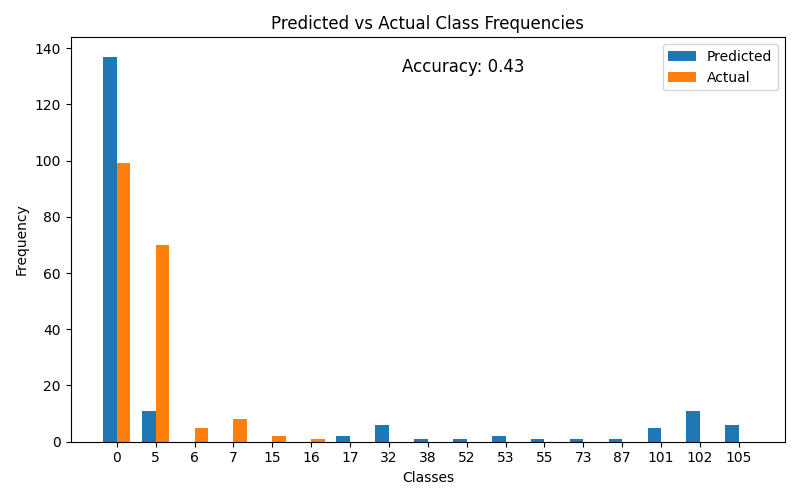 Predicted vs Actual Class Frequencies
Accuracy: 0.43
Predicted
Actual
Frequency
140
120
100
80
60
40
20
0
0 5 6 7 15 16 17 32 38 52 53 55 73 87 101 102 105
Classes